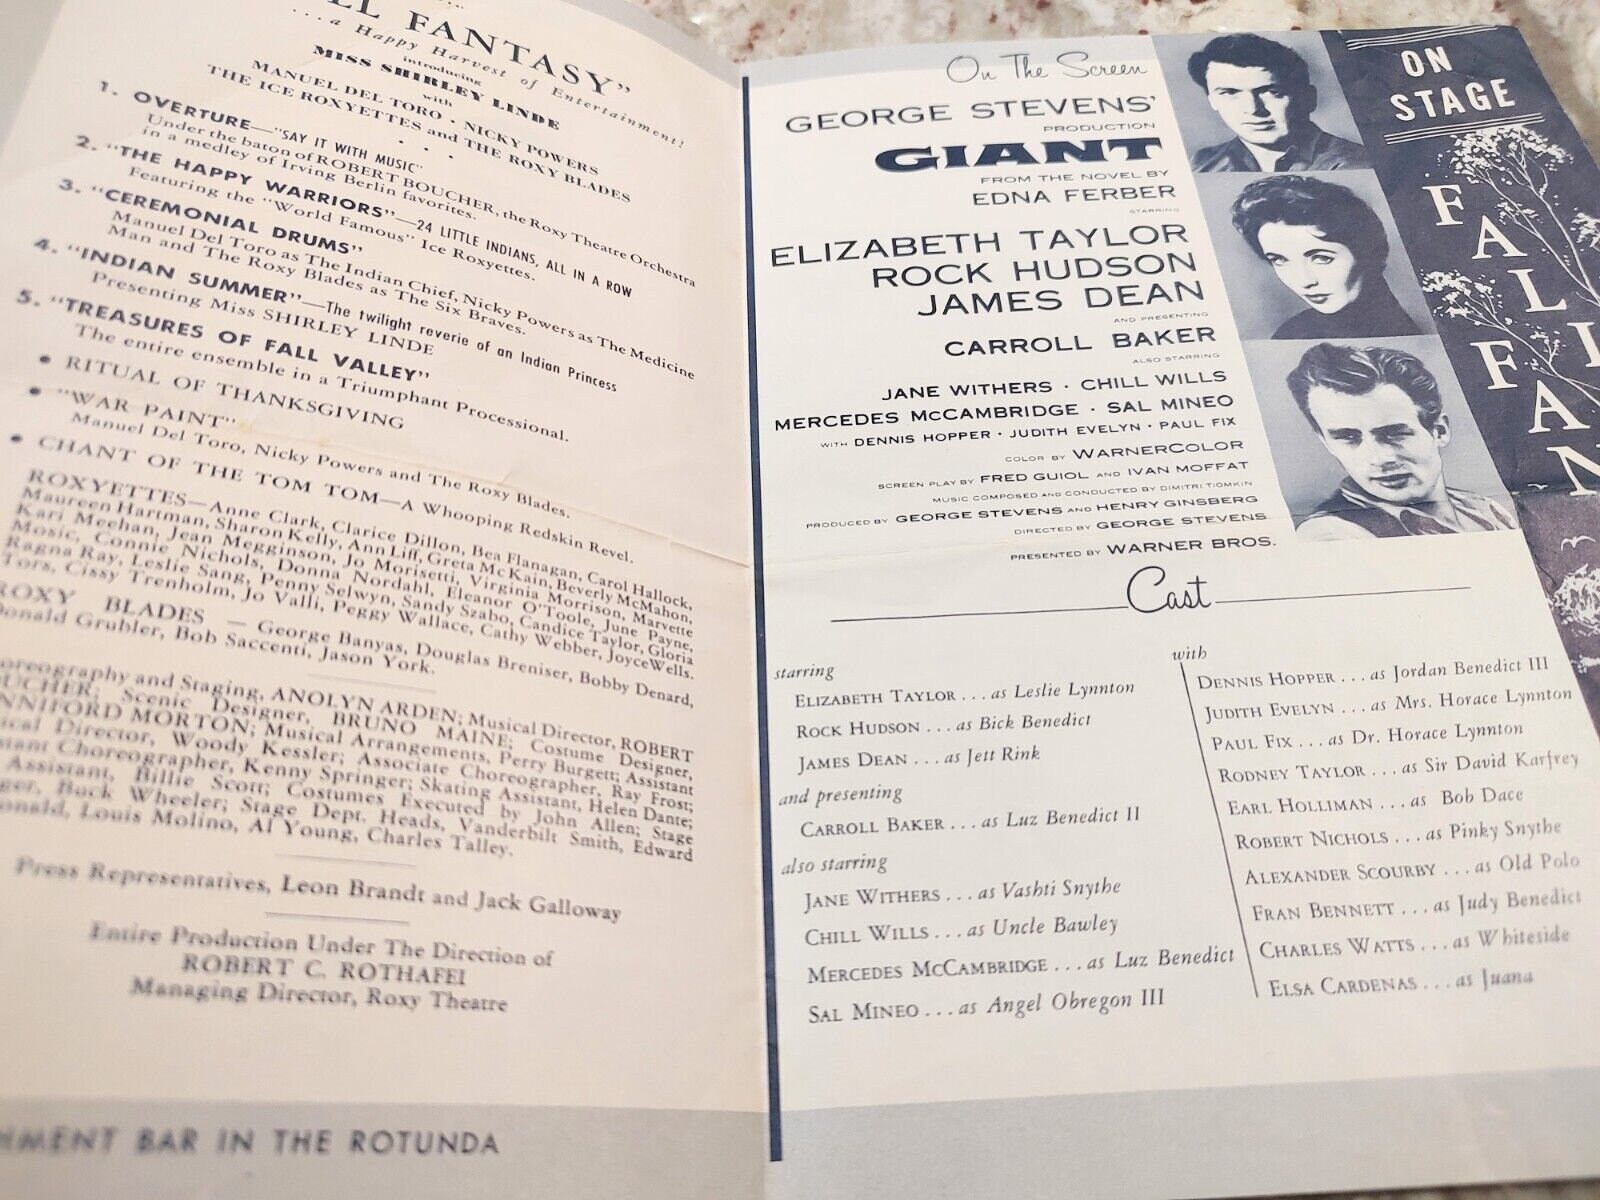 LL FANTASY"
...a Happy Harvest of Entertainment!
introducing
MISS SHIRLEY LINDE
with
MANUEL DEL TORO · NICKY POWERS
THE ICE ROXYETTES and THE ROXY BLADES
1. OVERTURE—"SAY IT WITH MUSIC"
Under the baton of ROBERT BOUCHER, the Roxy Theatre Orchestra
in a medley of Irving Berlin favorites.
2. "THE HAPPY WARRIORS"—24 LITTLE INDIANS, ALL IN A ROW
Featuring the "World Famous" Ice Roxyettes.
3. "CEREMONIAL DRUMS"
Manuel Del Toro as The Indian Chief, Nicky Powers as The Medicine
Man and The Roxy Blades as The Six Braves.
4. "INDIAN SUMMER"—The twilight reverie of an Indian Princess
Presenting Miss SHIRLEY LINDE
5. "TREASURES OF FALL VALLEY"
The entire ensemble in a Triumphant Processional.
• RITUAL OF THANKSGIVING
• "WAR PAINT"
Manuel Del Toro, Nicky Powers and The Roxy Blades.
• CHANT OF THE TOM TOM—A Whooping Redskin Revel.
ROXYETTES—Anne Clark, Clarice Dillon, Bea Flanagan, Carol Hallock,
Maureen Hartman, Sharon Kelly, Ann Liff, Greta McKain, Beverly McMahon,
Kari Meehan, Jean Megginson, Jo Morisetti, Virginia Morrison, Marvette
Mosic, Connie Nichols, Donna Nordahl, Eleanor O'Toole, June Payne,
Ragna Ray, Leslie Sang, Penny Selwyn, Sandy Szabo, Candice Taylor, Gloria
Tors, Cissy Trenholm, Jo Valli, Peggy Wallace, Cathy Webber, Joyce Wells.
ROXY BLADES — George Banyas, Douglas Breniser, Bobby Denard,
Donald Grubler, Bob Saccenti, Jason York.
oreography and Staging, ANOLYN ARDEN; Musical Director, ROBERT
OUCHER; Scenic Designer, BRUNO MAINE; Costume Designer,
NNIFORD MORTON; Musical Arrangements, Perry Burgett; Assistant
ical Director, Woody Kessler; Associate Choreographer, Ray Frost;
stant Choreographer, Kenny Springer; Skating Assistant, Helen Dante;
Assistant, Billie Scott; Costumes Executed by John Allen; Stage
ger, Buck Wheeler; Stage Dept. Heads, Vanderbilt Smith, Edward
onald, Louis Molino, Al Young, Charles Talley.
Press Representatives, Leon Brandt and Jack Galloway
Entire Production Under The Direction of
ROBERT C. ROTHAFEL
Managing Director, Roxy Theatre
HMENT BAR IN THE ROTUNDA
On The Screen
GEORGE STEVENS'
PRODUCTION
GIANT
FROM THE NOVEL BY
EDNA FERBER
STARRING
ELIZABETH TAYLOR
ROCK HUDSON
JAMES DEAN
AND PRESENTING
CARROLL BAKER
ALSO STARRING
JANE WITHERS · CHILL WILLS
MERCEDES McCAMBRIDGE · SAL MINEO
WITH DENNIS HOPPER · JUDITH EVELYN · PAUL FIX
COLOR BY WARNERCOLOR
SCREEN PLAY BY FRED GUIOL AND IVAN MOFFAT
MUSIC COMPOSED AND CONDUCTED BY DIMITRI TIOMKIN
PRODUCED BY GEORGE STEVENS AND HENRY GINSBERG
DIRECTED BY GEORGE STEVENS
PRESENTED BY WARNER BROS.
Cast
starring
ELIZABETH TAYLOR...as Leslie Lynnton
ROCK HUDSON...as Bick Benedict
JAMES DEAN...as Jett Rink
and presenting
CARROLL BAKER...as Luz Benedict II
also starring
JANE WITHERS...as Vashti Snythe
CHILL WILLS...as Uncle Bawley
MERCEDES McCAMBRIDGE...as Luz Benedict
SAL MINEO...as Angel Obregon III
with
DENNIS HOPPER...as Jordan Benedict III
JUDITH EVELYN...as Mrs. Horace Lynnton
PAUL FIX...as Dr. Horace Lynnton
RODNEY TAYLOR...as Sir David Karfrey
EARL HOLLIMAN...as Bob Dace
ROBERT NICHOLS...as Pinky Snythe
ALEXANDER SCOURBY...as Old Polo
FRAN BENNETT...as Judy Benedict
CHARLES WATTS...as Whiteside
ELSA CARDENAS...as Juana
ON
STAGE
FALL
FAN